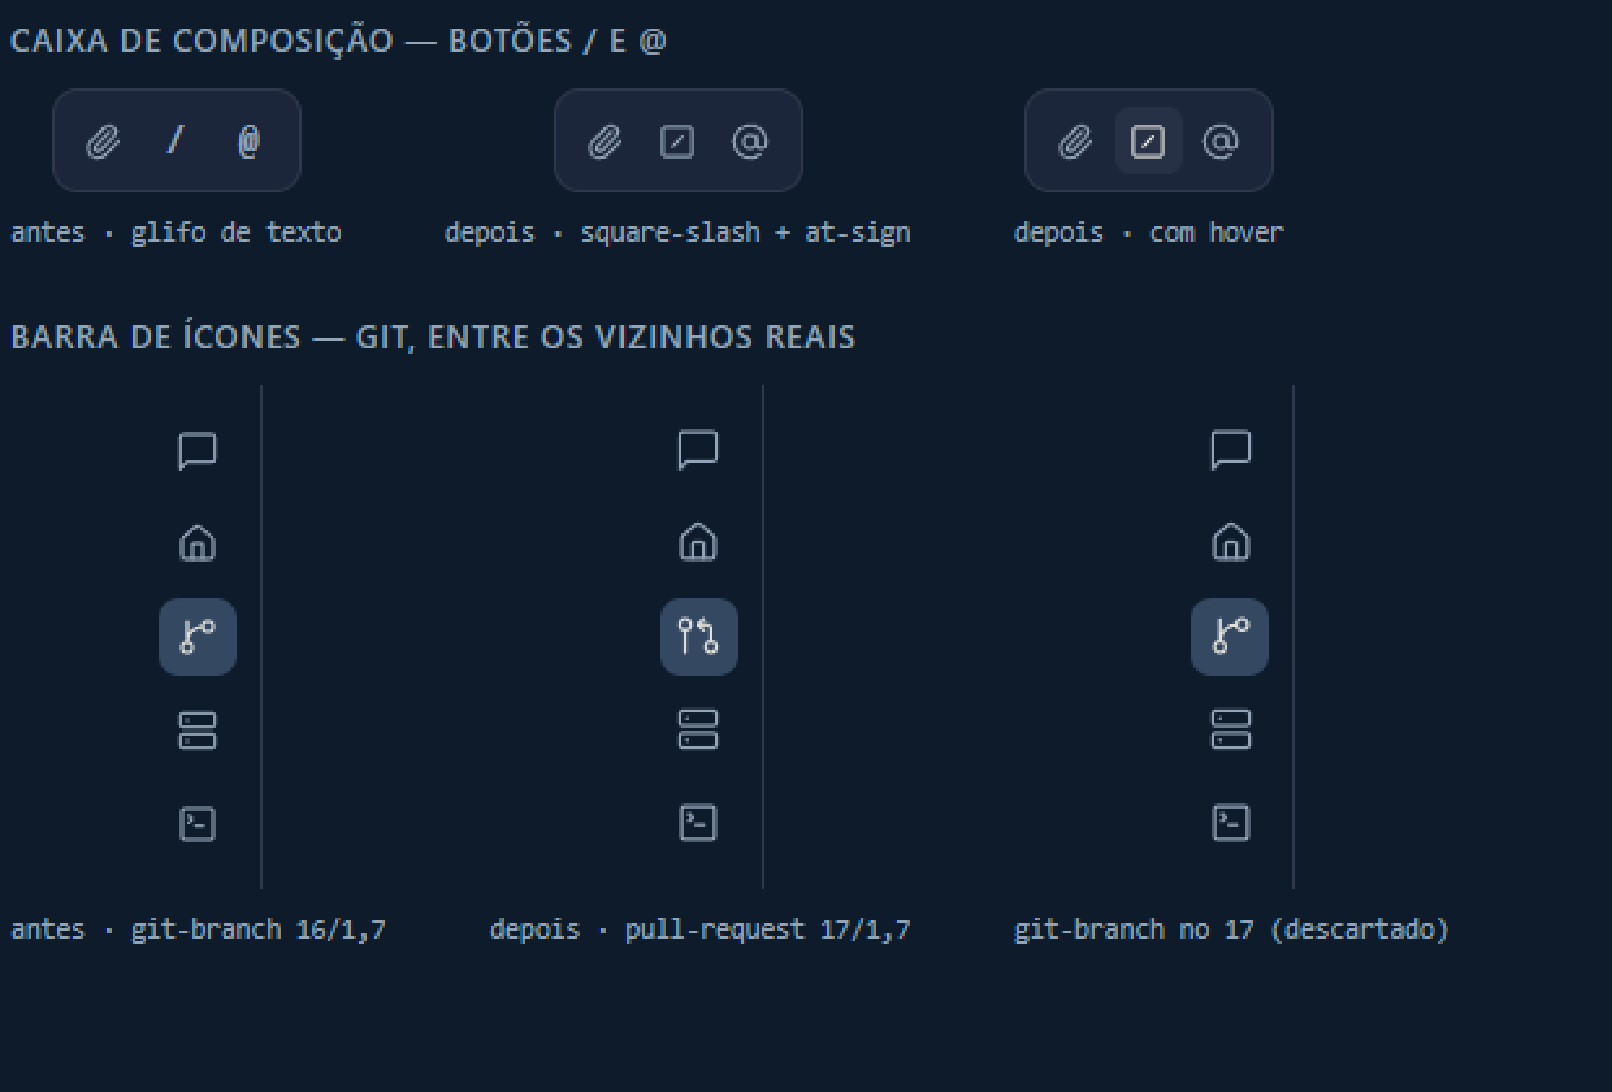 CAIXA DE COMPOSIÇÃO — BOTÕES / E @
/ @
antes · glifo de texto
depois · square-slash + at-sign
depois · com hover
BARRA DE ÍCONES — GIT, ENTRE OS VIZINHOS REAIS
antes · git-branch 16/1,7
depois · pull-request 17/1,7
git-branch no 17 (descartado)